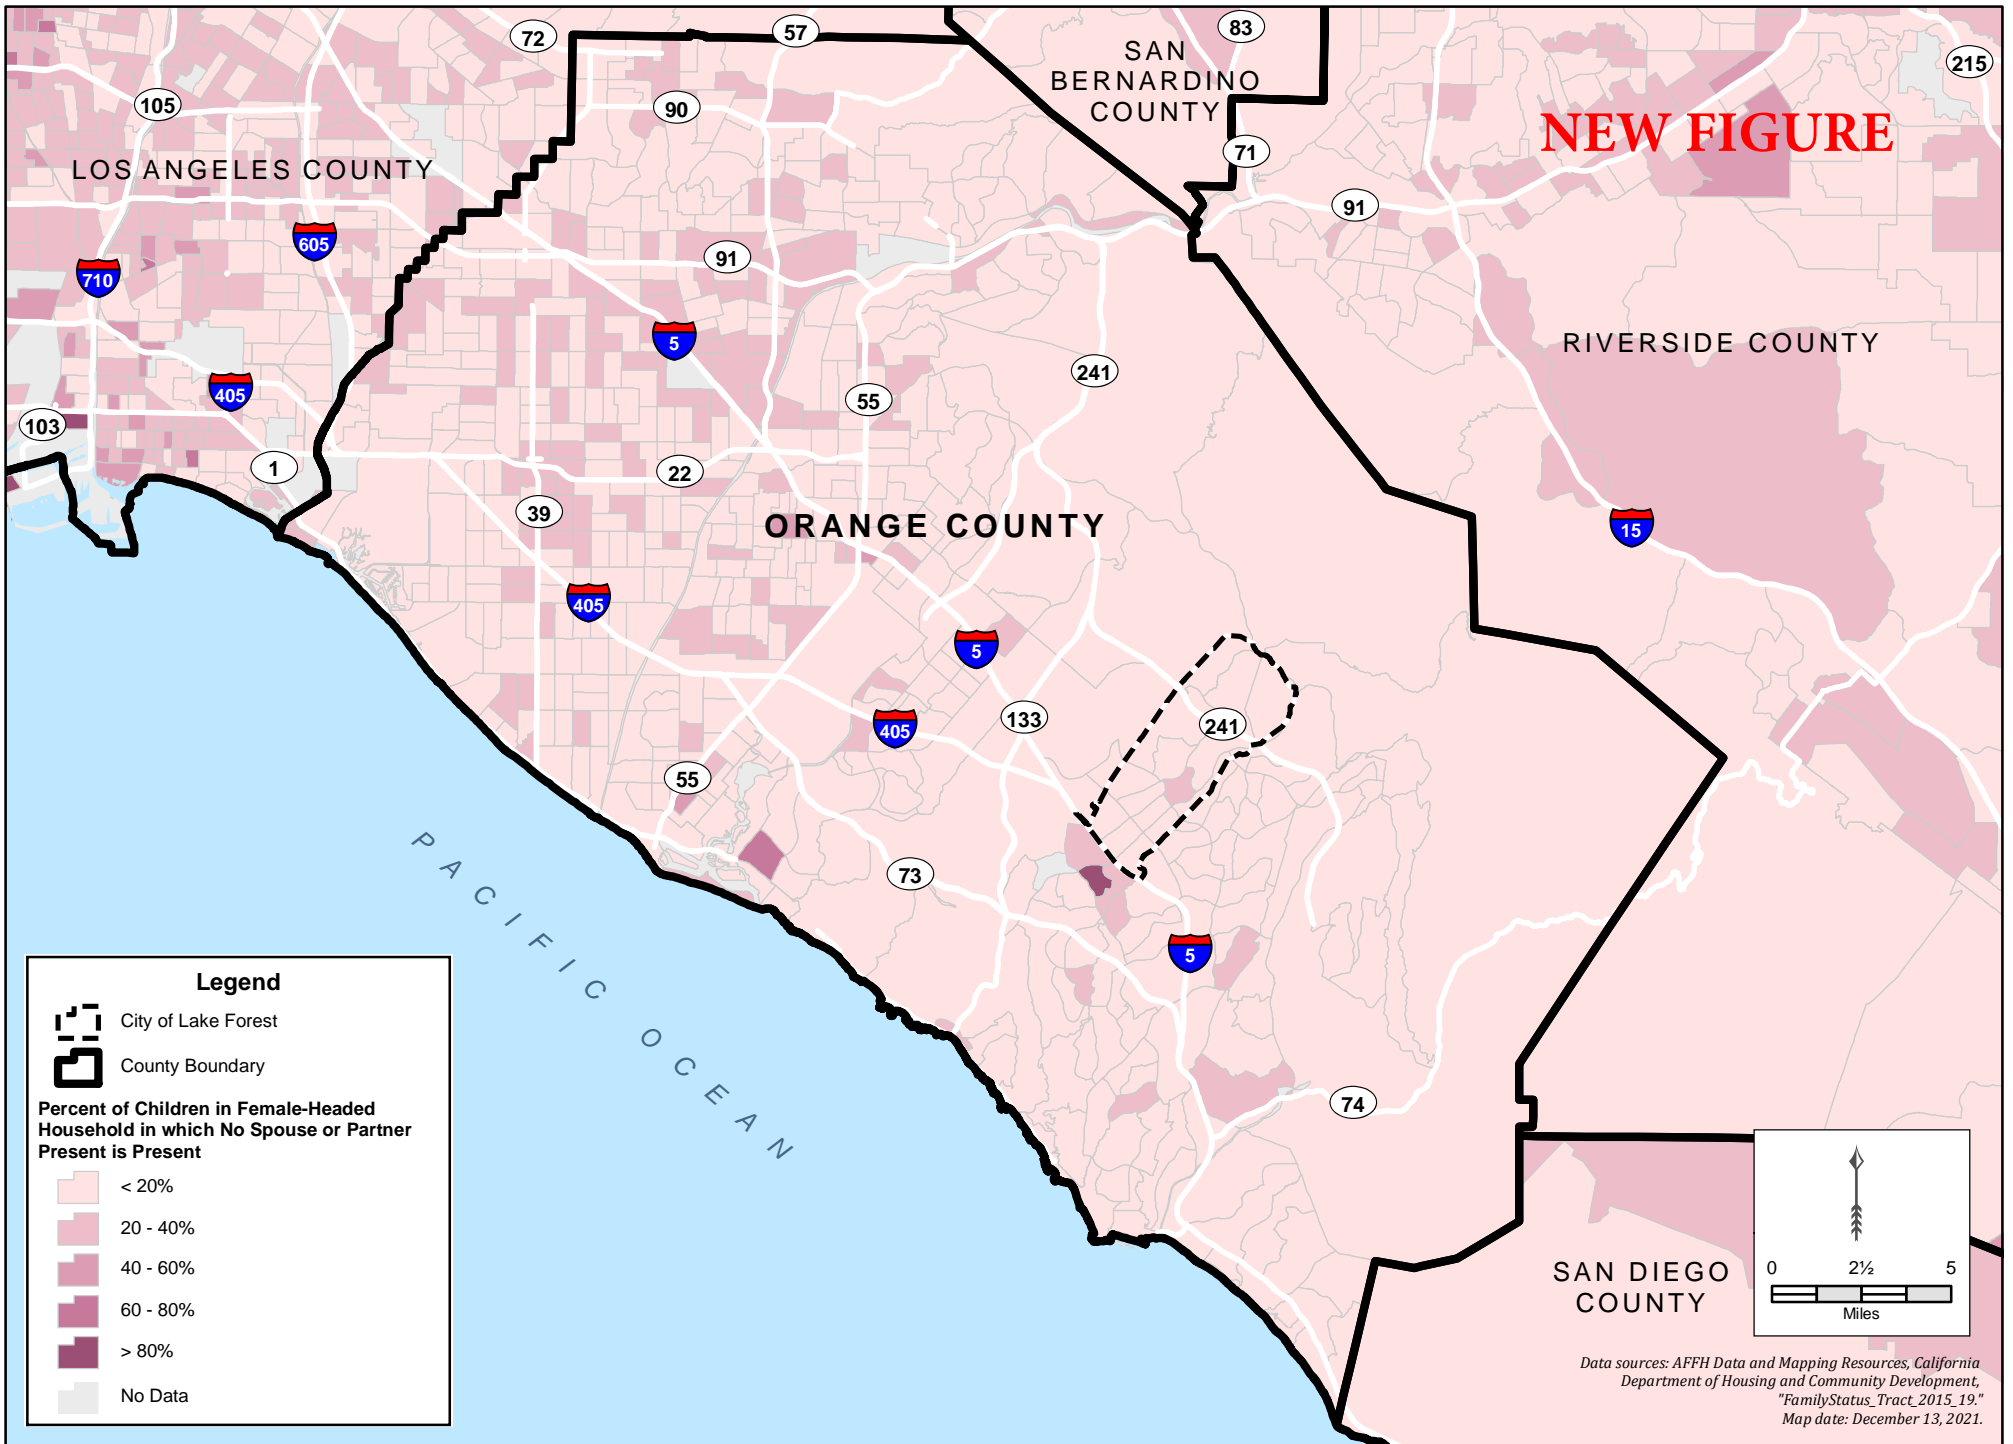 72
57
83
SAN
BERNARDINO
COUNTY
215
105
90
NEW FIGURE
71
LOS ANGELES COUNTY
91
605
91
710
5
RIVERSIDE COUNTY
241
405
55
103
1
22
39
ORANGE COUNTY
15
405
5
133
405
241
55
PACIFIC OCEAN
73
5
74
SAN DIEGO
COUNTY
Legend
City of Lake Forest
County Boundary
Percent of Children in Female-Headed
Household in which No Spouse or Partner
Present is Present
< 20%
20 - 40%
40 - 60%
60 - 80%
> 80%
No Data
0 2½ 5
Miles
Data sources: AFFH Data and Mapping Resources, California
Department of Housing and Community Development,
"FamilyStatus_Tract_2015_19."
Map date: December 13, 2021.